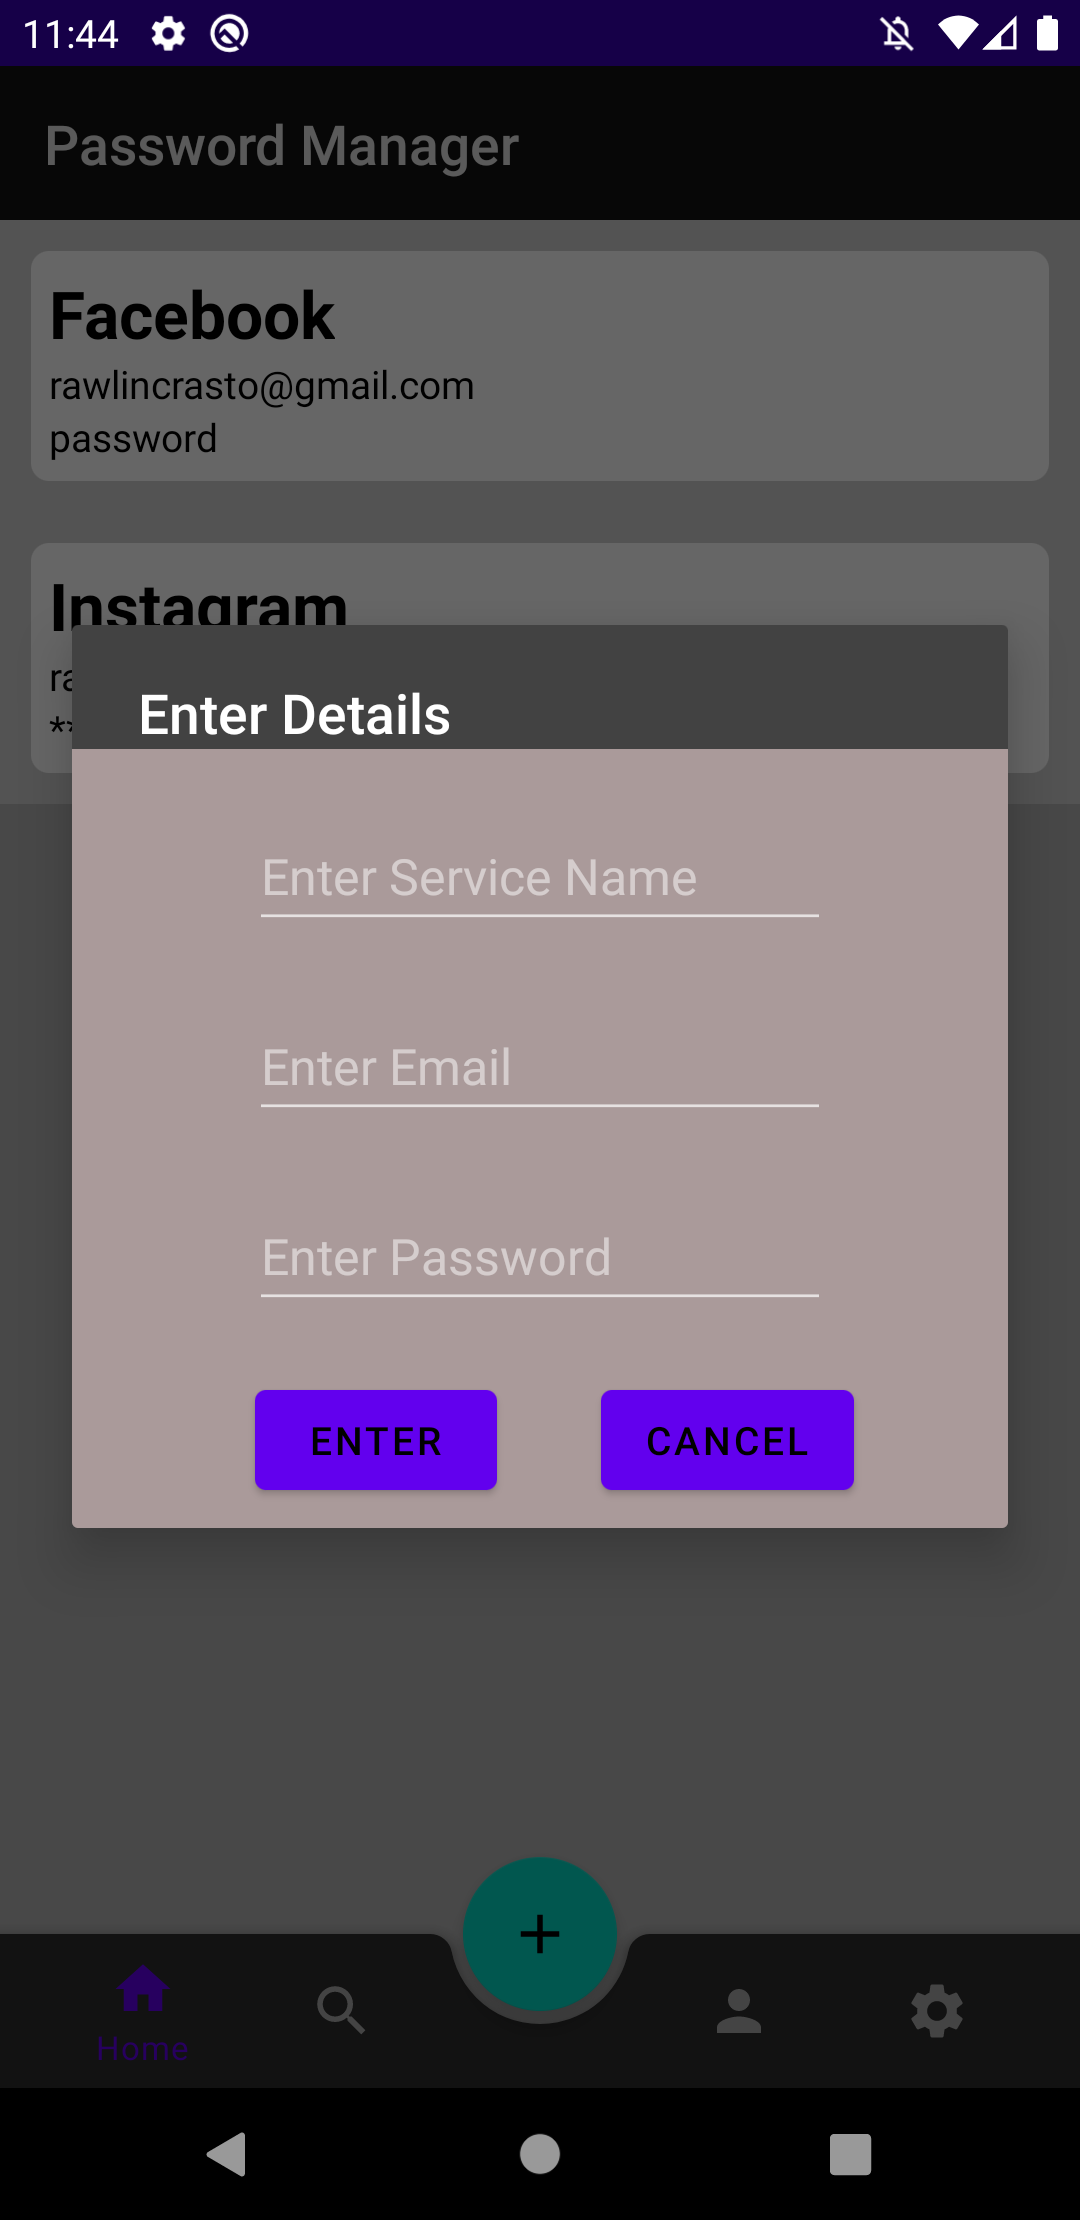 11:44
Password Manager
Facebook
rawlincrasto@gmail.com
password
Instagram
Enter Details
Enter Service Name
Enter Email
Enter Password
ENTER CANCEL
Home